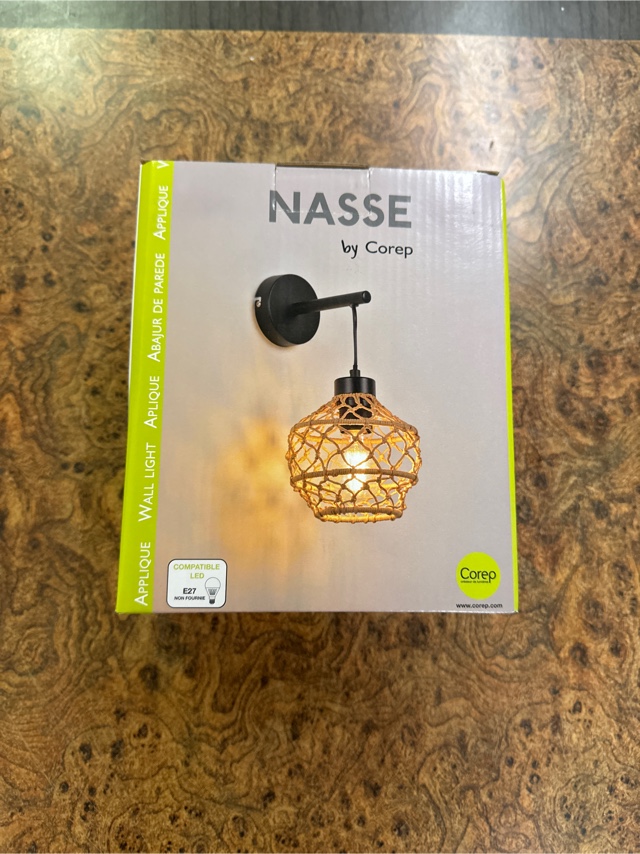 NASSE
by Corep
APPLIQUE WALL LIGHT APLIQUE ABAJUR DE PAREDE APPLIQUE
COMPATIBLE
LED
E27
NON FOURNIE
Corep
www.corep.com